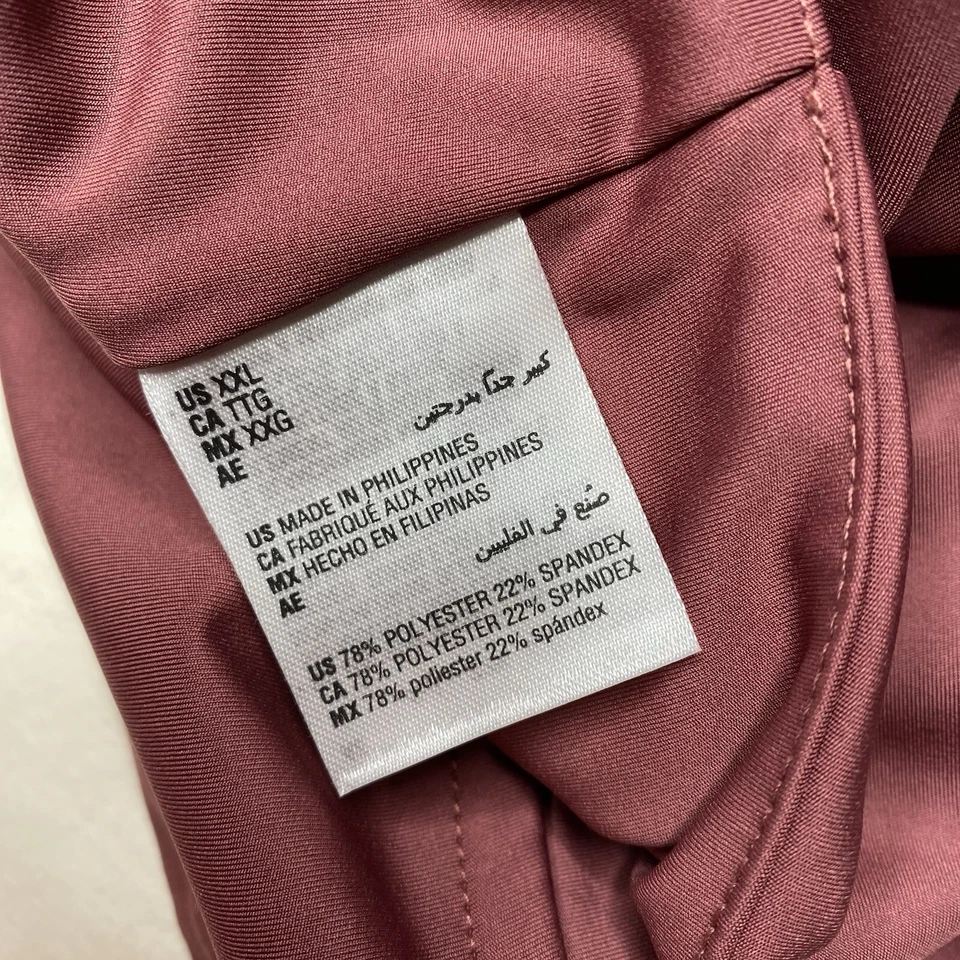 US XXL
CA TTG
MX XXG
AE كبير جدًا بدرجتين
US MADE IN PHILIPPINES
CA FABRIQUÉ AUX PHILIPPINES
MX HECHO EN FILIPINAS
AE صُنع في الفلبين
US 78% POLYESTER 22% SPANDEX
CA 78% POLYESTER 22% SPANDEX
MX 78% poliester 22% spándex